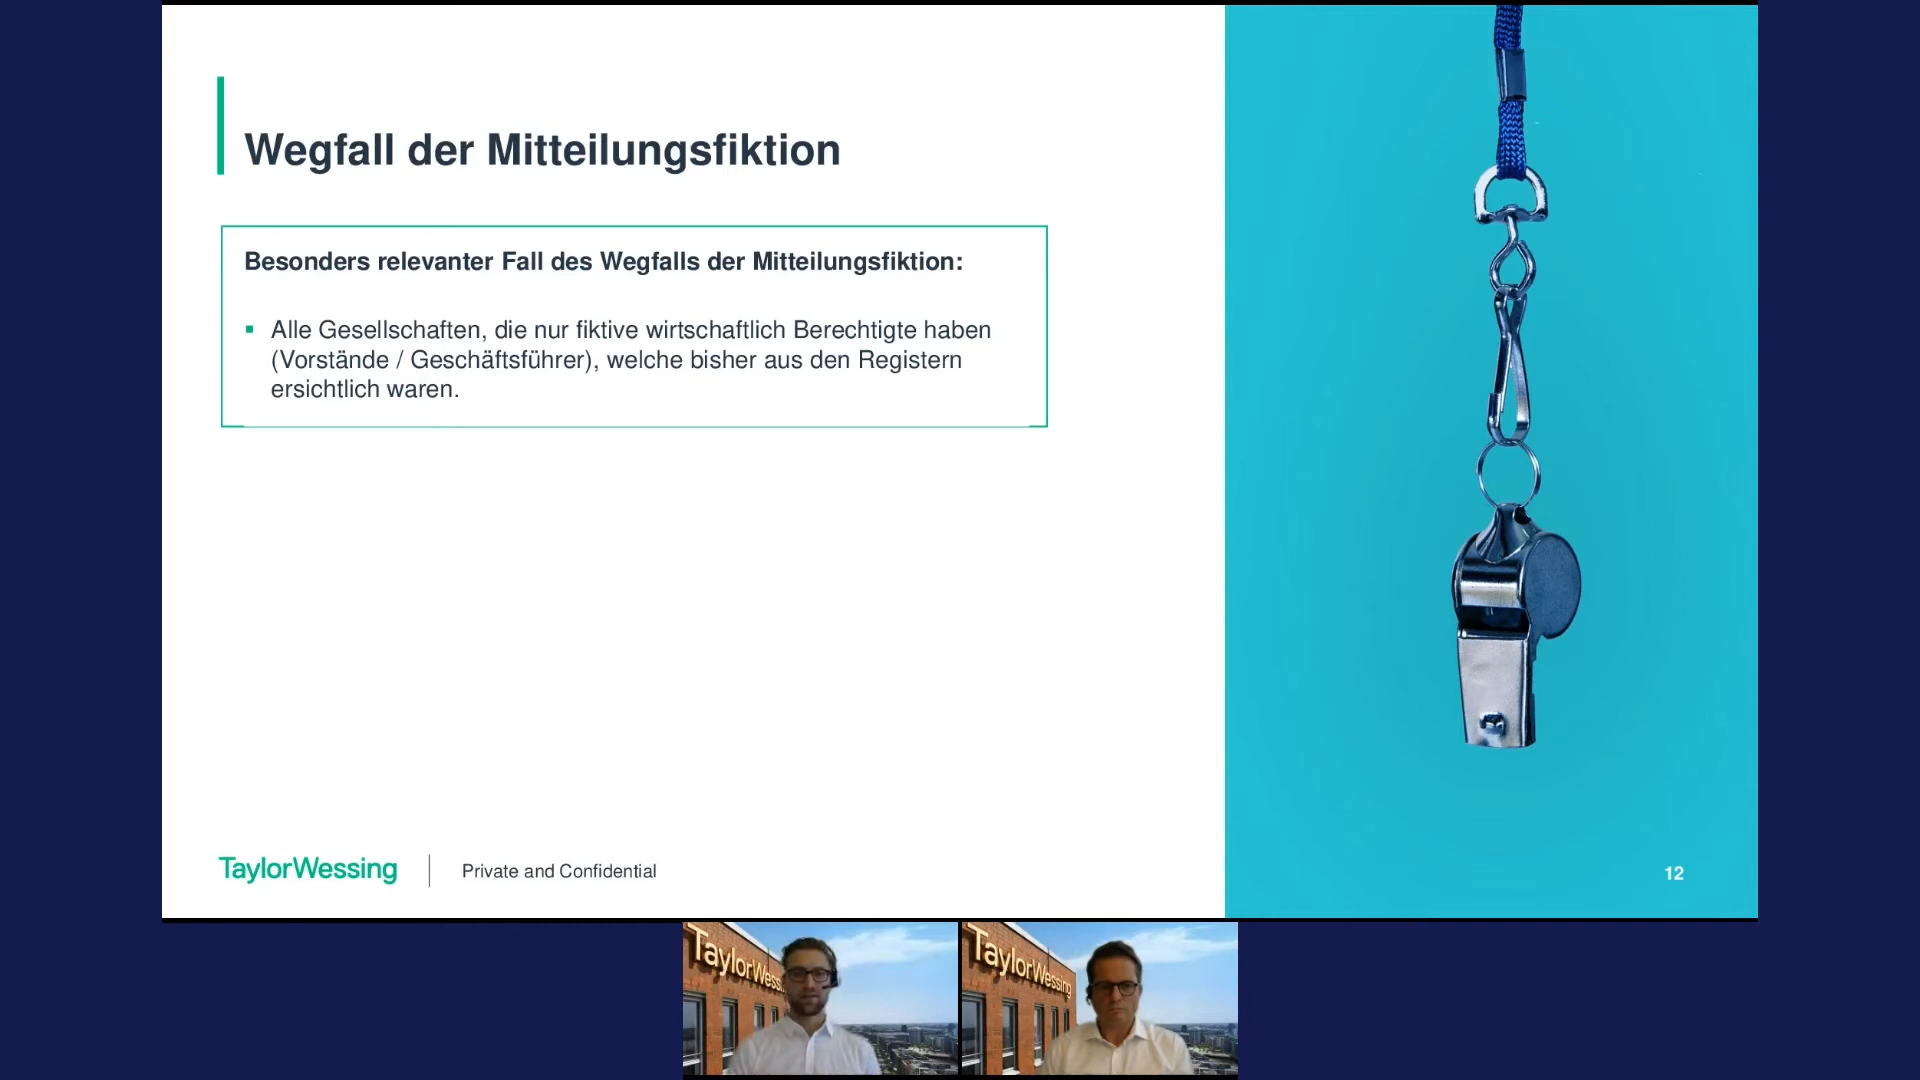 Wegfall der Mitteilungsfiktion
Besonders relevanter Fall des Wegfalls der Mitteilungsfiktion:
▪ Alle Gesellschaften, die nur fiktive wirtschaftlich Berechtigte haben
(Vorstände / Geschäftsführer), welche bisher aus den Registern
ersichtlich waren.
TaylorWessing
Private and Confidential
12
TaylorWess
TaylorWessing